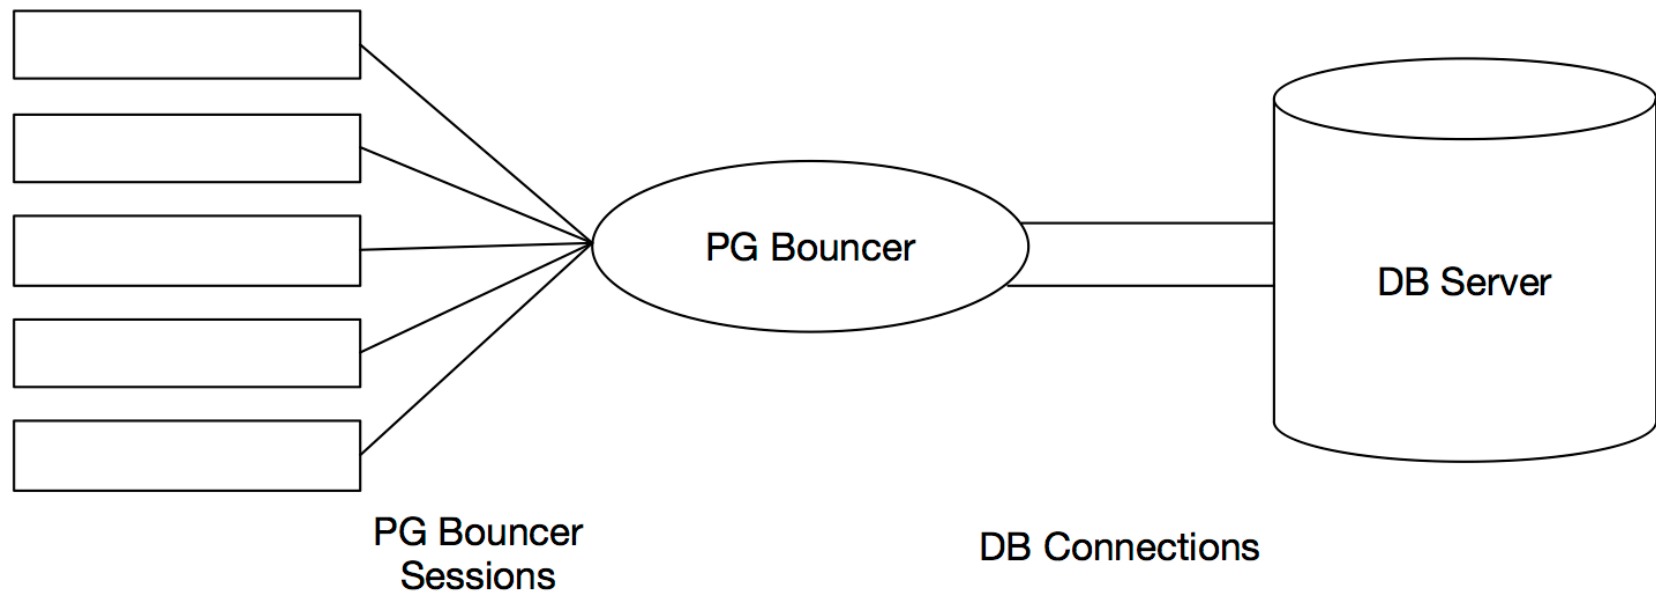 PG Bouncer
DB Server
PG Bouncer
Sessions
DB Connections